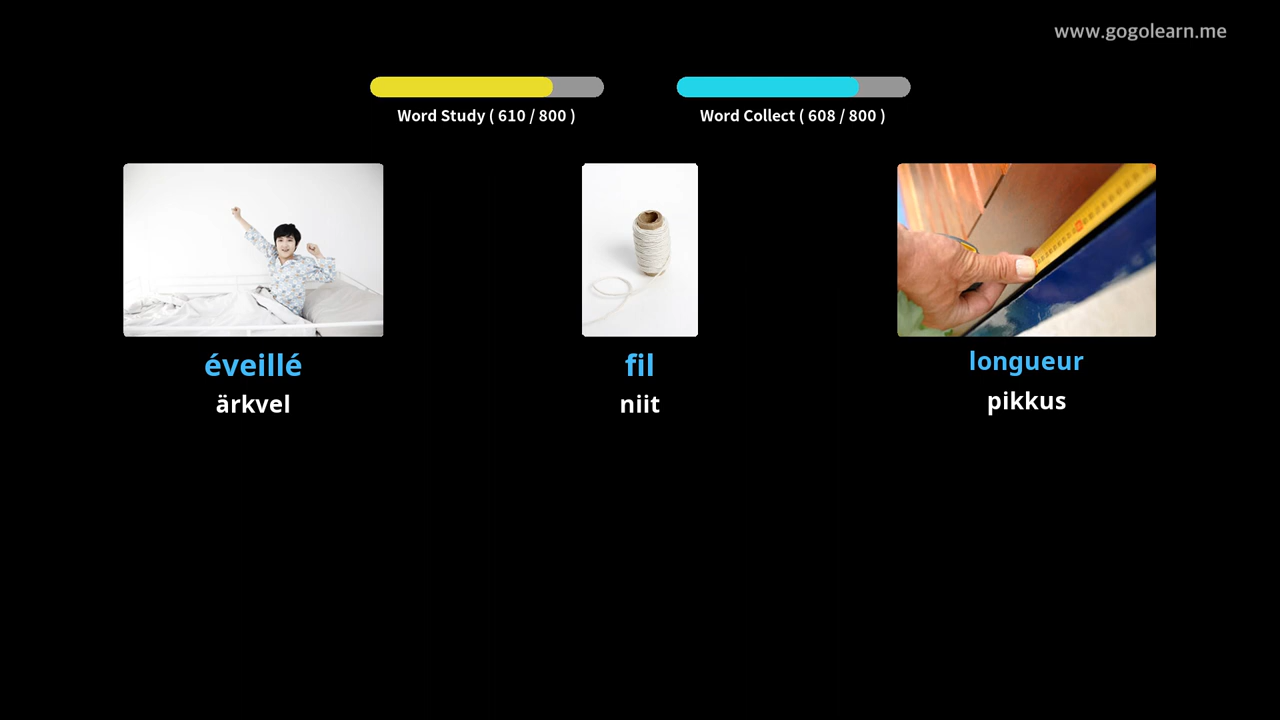 www.gogolearn.me
Word Study ( 610 / 800 )
Word Collect ( 608 / 800 )
éveillé
ärkvel
fil
niit
longueur
pikkus